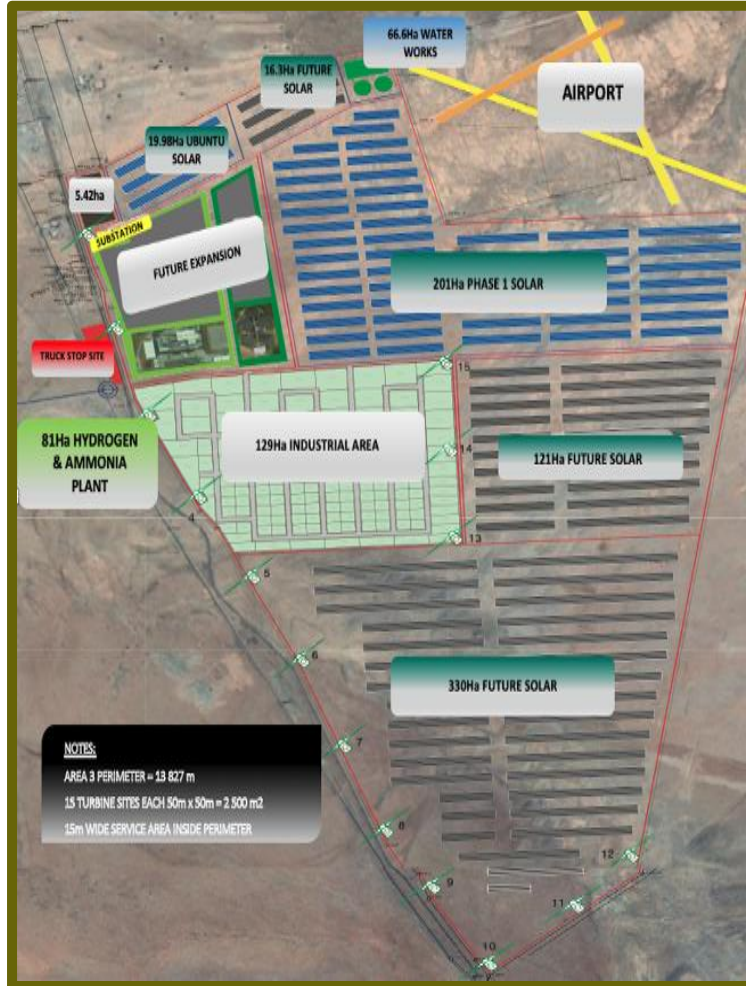 66.6Ha WATER
WORKS
16.3Ha FUTURE
SOLAR
AIRPORT
19.98Ha UBUNTU
SOLAR
5.42ha
SUBSTATION
FUTURE EXPANSION
201Ha PHASE 1 SOLAR
TRUCK STOP SITE
15
81Ha HYDROGEN
& AMMONIA
PLANT
129Ha INDUSTRIAL AREA
14
121Ha FUTURE SOLAR
4
13
5
6
330Ha FUTURE SOLAR
7
NOTES:
AREA 3 PERIMETER = 13 827 m
15 TURBINE SITES EACH 50m x 50m = 2 500 m2
15m WIDE SERVICE AREA INSIDE PERIMETER
8
12
9
11
10